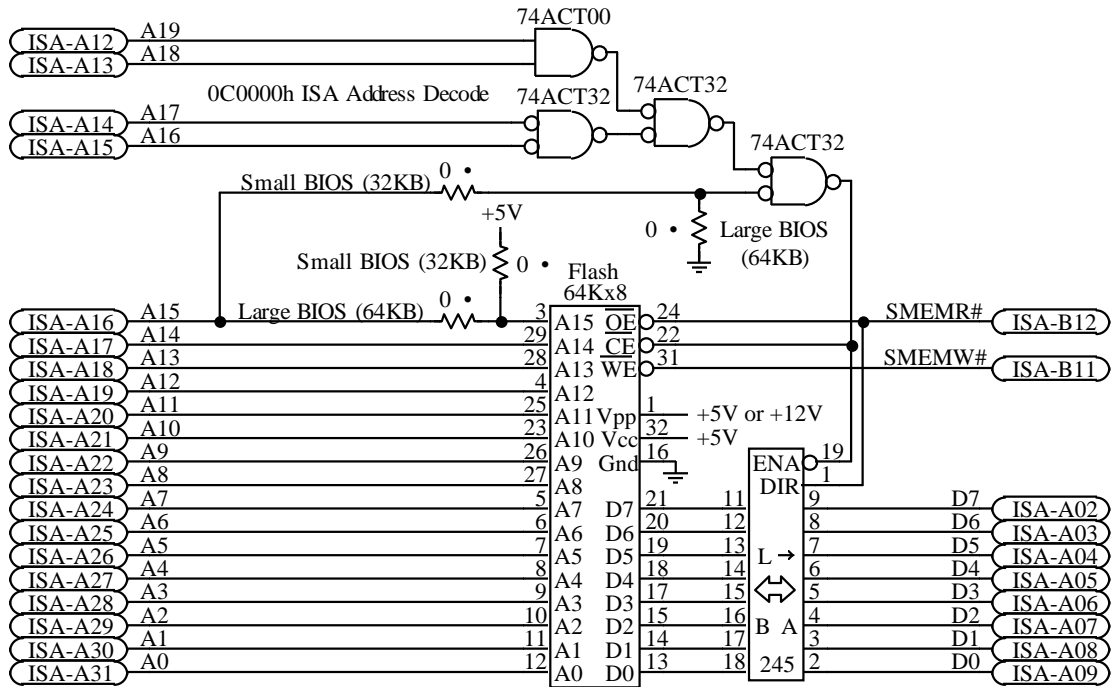 74ACT00
ISA-A12 A19
ISA-A13 A18
0C0000h ISA Address Decode
74ACT32 74ACT32
ISA-A14 A17
ISA-A15 A16
74ACT32
Small BIOS (32KB) 0 •
+5V
0 • Large BIOS
(64KB)
Small BIOS (32KB) 0 •
Flash
64Kx8
Large BIOS (64KB) 0 •
ISA-A16 A15 3 A15 OE 24 SMEMR# ISA-B12
ISA-A17 A14 29 A14 CE 22
ISA-A18 A13 28 A13 WE 31 SMEMW# ISA-B11
ISA-A19 A12 4 A12
ISA-A20 A11 25 A11 Vpp 1 +5V or +12V
ISA-A21 A10 23 A10 Vcc 32 +5V
ISA-A22 A9 26 A9 Gnd 16 ENA 19
ISA-A23 A8 27 A8 DIR 1
ISA-A24 A7 5 A7 D7 21 11 9 D7 ISA-A02
ISA-A25 A6 6 A6 D6 20 12 8 D6 ISA-A03
ISA-A26 A5 7 A5 D5 19 13 L → 7 D5 ISA-A04
ISA-A27 A4 8 A4 D4 18 14 6 D4 ISA-A05
ISA-A28 A3 9 A3 D3 17 15 5 D3 ISA-A06
ISA-A29 A2 10 A2 D2 15 16 B A 4 D2 ISA-A07
ISA-A30 A1 11 A1 D1 14 17 3 D1 ISA-A08
ISA-A31 A0 12 A0 D0 13 18 245 2 D0 ISA-A09